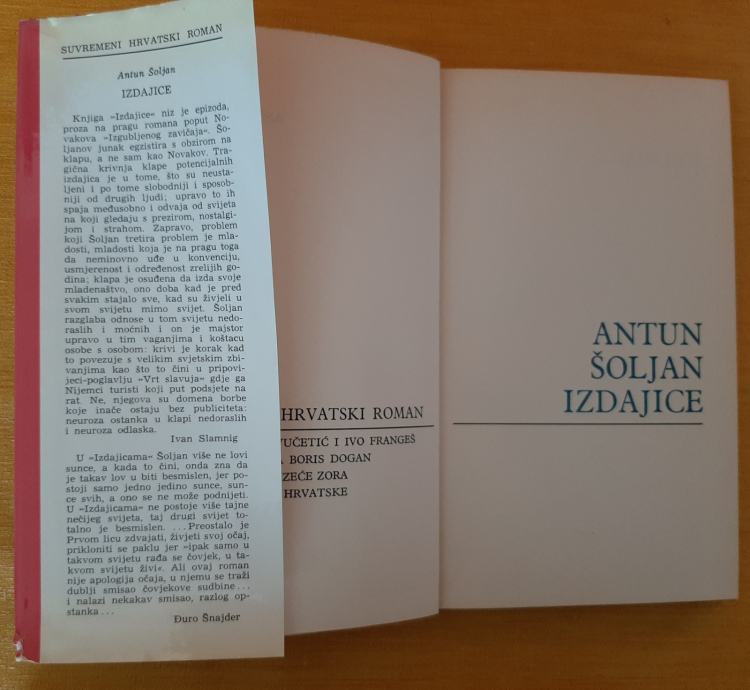 SUVREMENI HRVATSKI ROMAN
Antun Šoljan
IZDAJICE
Knjiga »Izdajice« niz je epizoda,
proza na pragu romana poput No-
vakova »Izgubljenog zavičaja«. Šo-
ljanov junak egzistira s obzirom na
klapu, a ne sam kao Novakov. Tra-
gična krivnja klape potencijalnih
izdajica je u tome, što su neusta-
ljeni i po tome slobodniji i sposob-
niji od drugih ljudi; upravo to ih
spaja međusobno i odvaja od svijeta
na koji gledaju s prezirom, nostalgi-
jom i strahom. Zapravo, problem
koji Šoljan tretira problem je mla-
dosti, mladosti koja je na pragu toga
da neminovno uđe u konvenciju,
usmjerenost i određenost zrelijih go-
dina; klapa je osuđena da izda svoje
mladenaštvo, ono doba kad je pred
svakim stajalo sve, kad su živjeli u
svom svijetu mimo svijet. Šoljan
razglaba odnose u tom svijetu nedo-
raslih i moćnih i on je majstor
upravo u tim vaganjima i koštacu
osobe s osobom: krivi je korak kad
to povezuje s velikim svjetskim zbi-
vanjima kao što to čini u pripovi-
jeci-poglavlju »Vrt slavuja« gdje ga
Nijemci turisti koji put podsjete na
rat. Ne, njegova su domena borbe
koje inače ostaju bez publiciteta:
neuroza ostanka u klapi nedoraslih
i neuroza odlaska.
Ivan Slamnig
U »Izdajicama« Šoljan više ne lovi
sunce, a kada to čini, onda zna da
je takav lov u biti besmislen, jer po-
stoji samo jedno jedino sunce, sun-
ce svih, a ono se ne može podnijeti.
U »Izdajicama« ne postoje više tajne
nečijeg svijeta, taj drugi svijet to-
talno je besmislen. ... Preostalo je
Prvom licu zdvajati, živjeti svoj očaj,
prikloniti se paklu jer »ipak samo u
takvom svijetu rađa se čovjek, u ta-
kvom svijetu živi«. Ali ovaj roman
nije apologija očaja, u njemu se traži
dublji smisao čovjekove sudbine ...
i nalazi nekakav smisao, razlog op-
stanka ...
Đuro Šnajder
HRVATSKI ROMAN
VUČETIĆ I IVO FRANGEŠ
BORIS DOGAN
ZEČE ZORA
HRVATSKE
ANTUN
ŠOLJAN
IZDAJICE